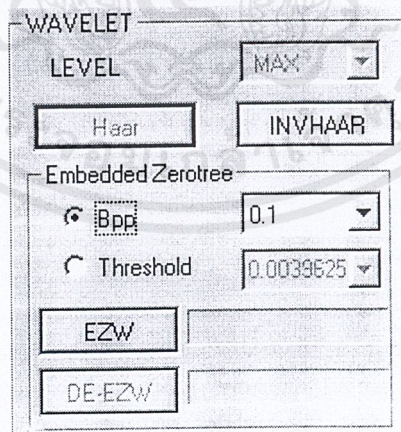 WAVELET
LEVEL MAX
Haar INVHAAR
Embedded Zerotree
Bpp 0.1
Threshold 0.0039625
EZW
DE-EZW